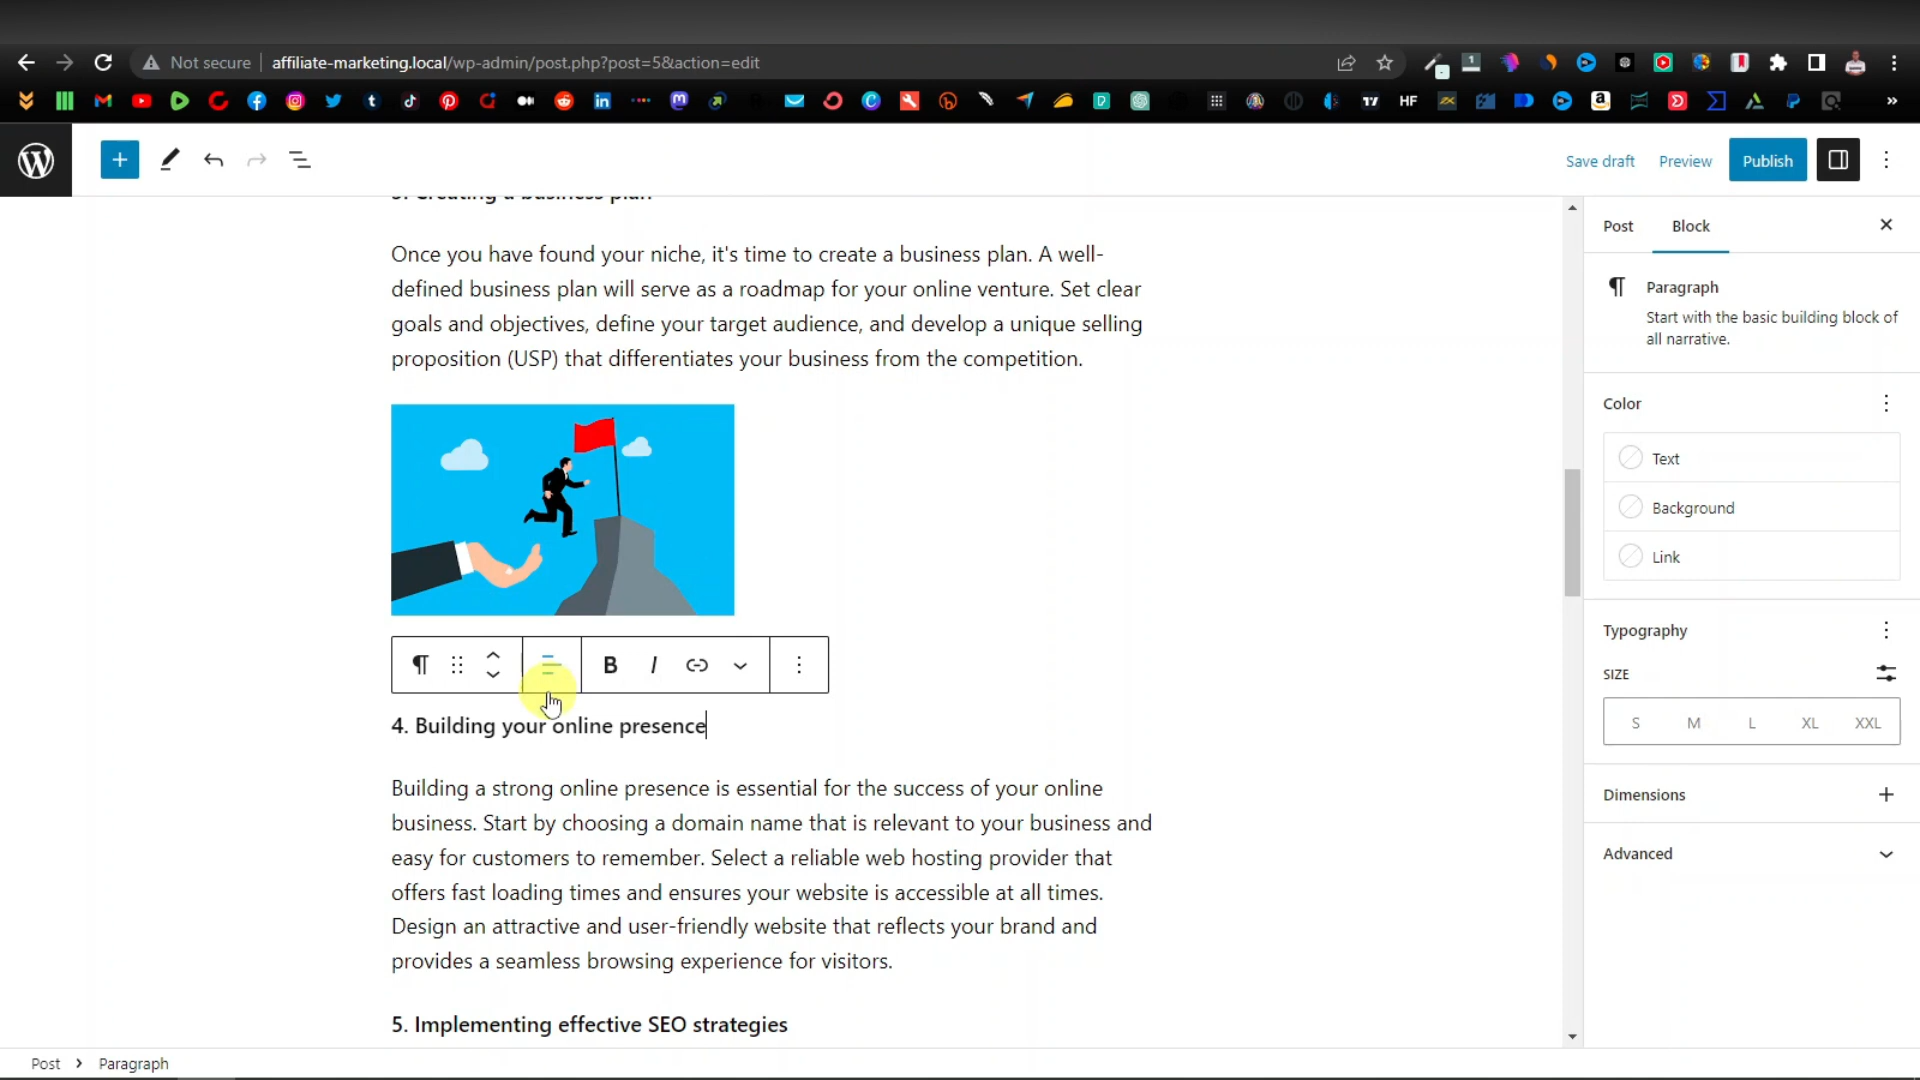 Not secure
affiliate-marketing.local/wp-admin/post.php?post=5&action=edit
1
17
HF
Save draft
Preview
Publish
3. Creating a business plan
Post
Block
Once you have found your niche, it's time to create a business plan. A well-
defined business plan will serve as a roadmap for your online venture. Set clear
goals and objectives, define your target audience, and develop a unique selling
proposition (USP) that differentiates your business from the competition.
Paragraph
Start with the basic building block of
all narrative.
Color
Text
Background
Link
Typography
SIZE
S M L XL XXL
Dimensions
Advanced
B I
4. Building your online presence
Building a strong online presence is essential for the success of your online
business. Start by choosing a domain name that is relevant to your business and
easy for customers to remember. Select a reliable web hosting provider that
offers fast loading times and ensures your website is accessible at all times.
Design an attractive and user-friendly website that reflects your brand and
provides a seamless browsing experience for visitors.
5. Implementing effective SEO strategies
Post > Paragraph